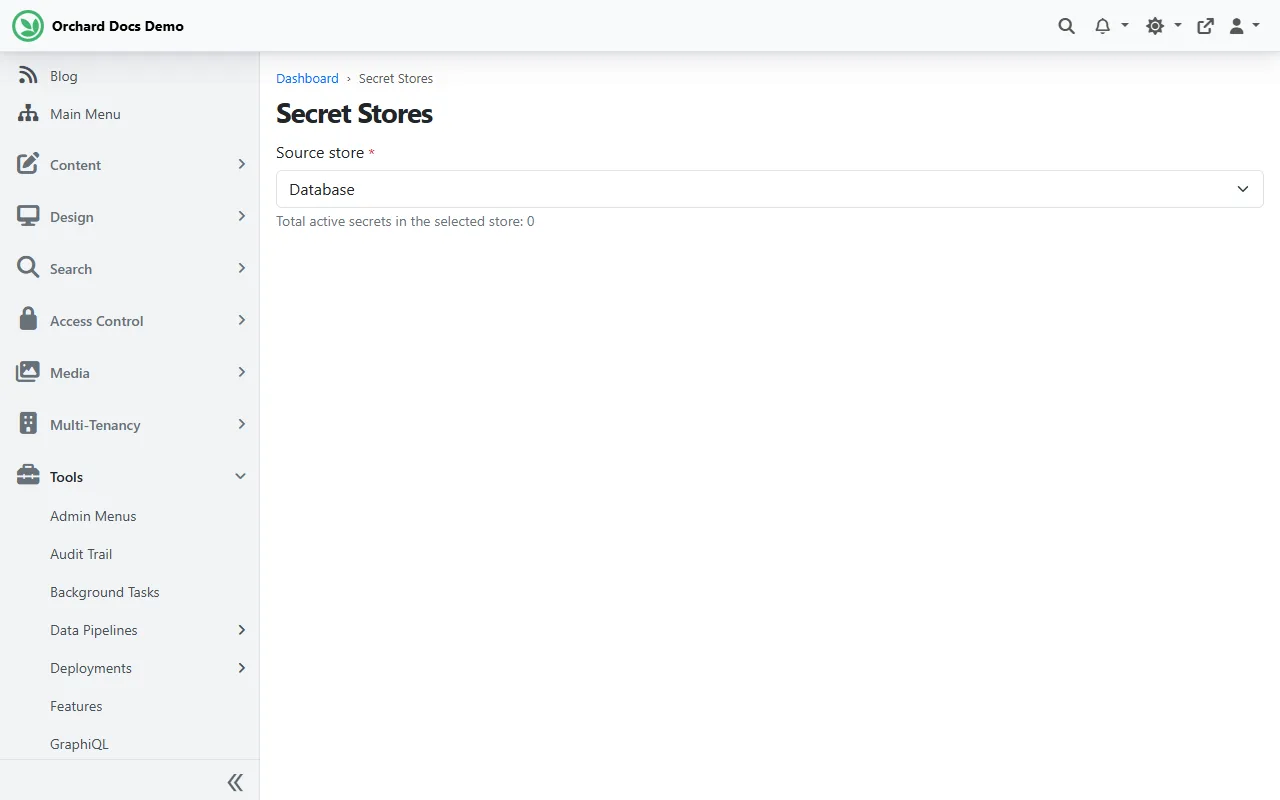 Orchard Docs Demo
Blog
Main Menu
Content
Design
Search
Access Control
Media
Multi-Tenancy
Tools
Admin Menus
Audit Trail
Background Tasks
Data Pipelines
Deployments
Features
GraphiQL
Dashboard › Secret Stores
Secret Stores
Source store *
Database
Total active secrets in the selected store: 0